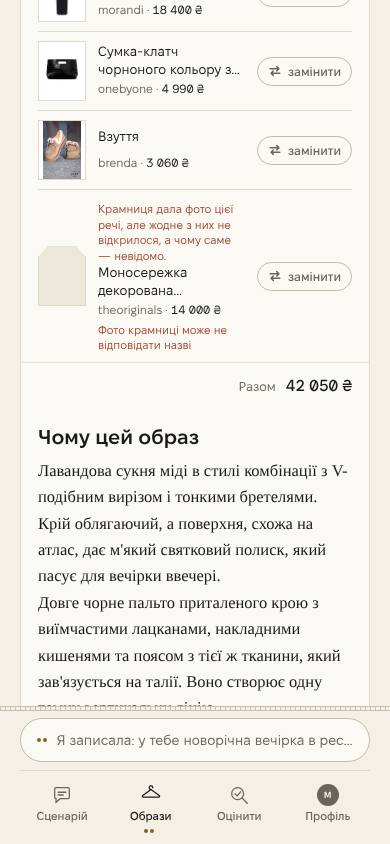 morandi · 18 400 ₴
Сумка-клатч
чорноного кольору з…
onebyone · 4 990 ₴
замінити
Взуття
brenda · 3 060 ₴
замінити
Крамниця дала фото цієї
речі, але жодне з них не
відкрилося, а чому саме
— невідомо.
Моносережка
декорована…
theoriginals · 14 000 ₴
Фото крамниці може не
відповідати назві
замінити
Разом 42 050 ₴
Чому цей образ
Лавандова сукня міді в стилі комбінації з V-
подібним вирізом і тонкими бретелями.
Крій облягаючий, а поверхня, схожа на
атлас, дає м'який святковий полиск, який
пасує для вечірки ввечері.
Довге чорне пальто приталеного крою з
виїмчастими лацканами, накладними
кишенями та поясом з тієї ж тканини, який
зав'язується на талії. Воно створює одну
Я записала: у тебе новорічна вечірка в рес…
Сценарій
Образи
Оцінити
М
Профіль